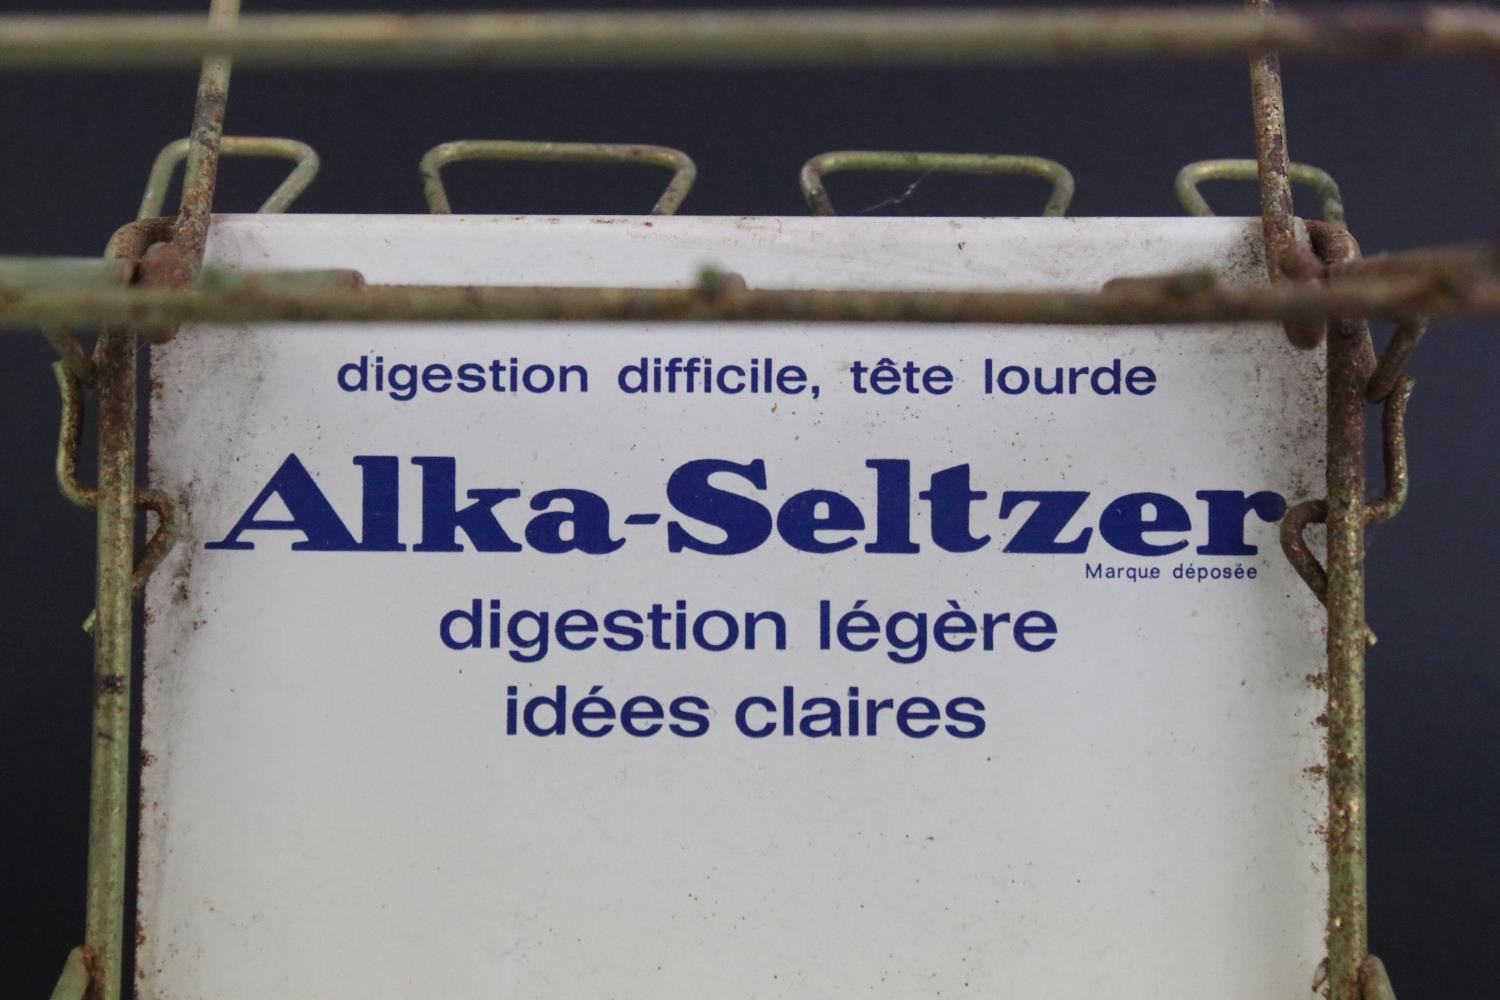 digestion difficile, tête lourde
Alka-Seltzer
Marque déposée
digestion légère
idées claires